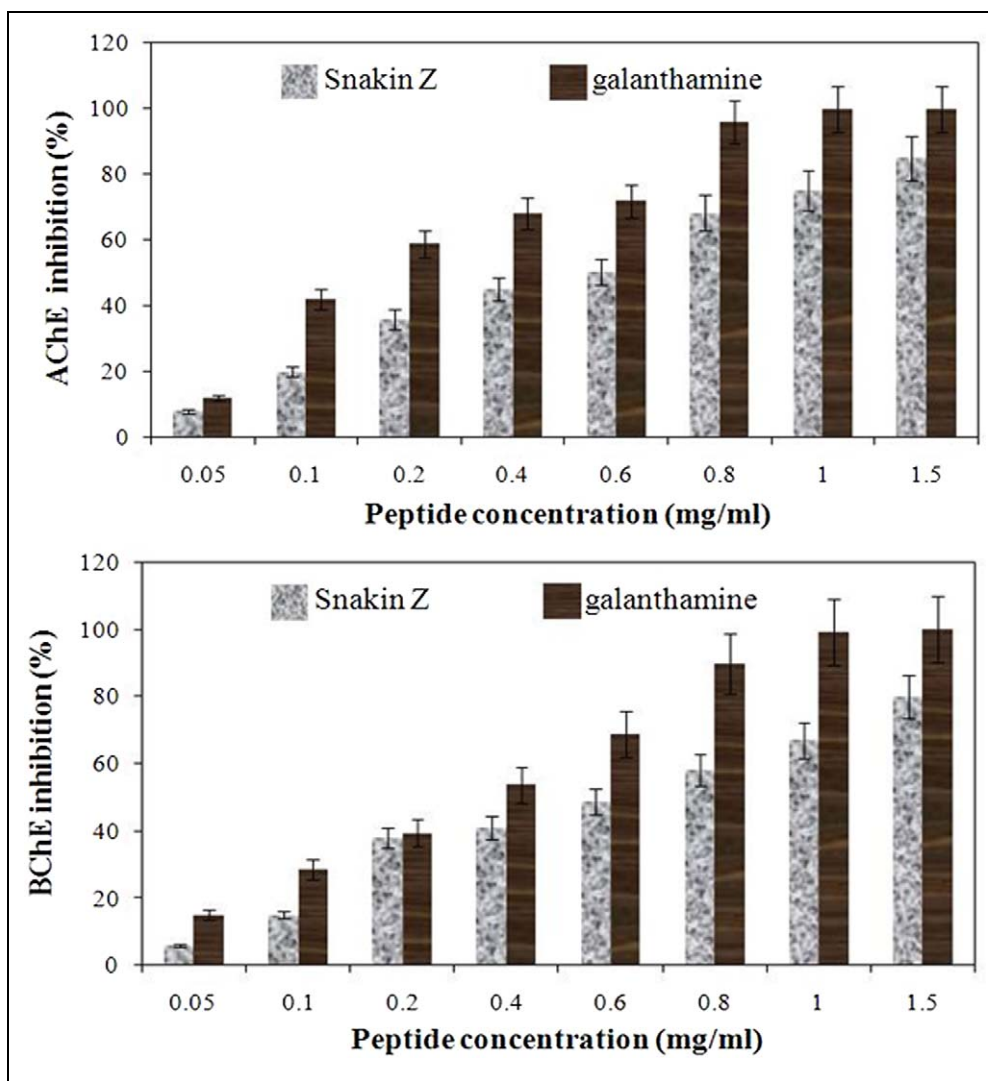 120
100
80
60
40
20
0
AChE inhibition (%)
Snakin Z galanthamine
0.05 0.1 0.2 0.4 0.6 0.8 1 1.5
Peptide concentration (mg/ml)
120
100
80
60
40
20
0
BChE inhibition (%)
Snakin Z galanthamine
0.05 0.1 0.2 0.4 0.6 0.8 1 1.5
Peptide concentration (mg/ml)